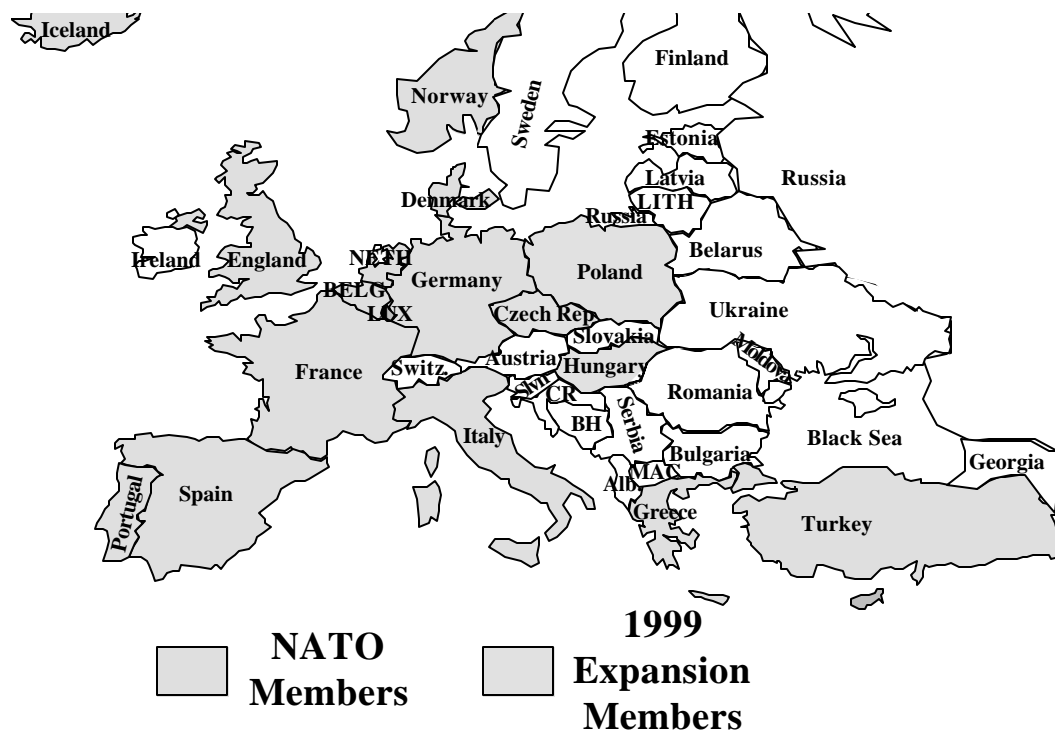 Iceland
Finland
Norway
Sweden
Estonia
Latvia
Russia
Denmark
LITH
Russia
Ireland
England
NETH
Belarus
Germany
Poland
BELG
LUX
Czech Rep
Ukraine
Slovakia
Moldova
Austria
Switz.
Hungary
France
Slvn
CR
Romania
BH
Serbia
Italy
Black Sea
Bulgaria
Georgia
MAC
Alb.
Spain
Portugal
Greece
Turkey
NATO
Members
1999
Expansion
Members